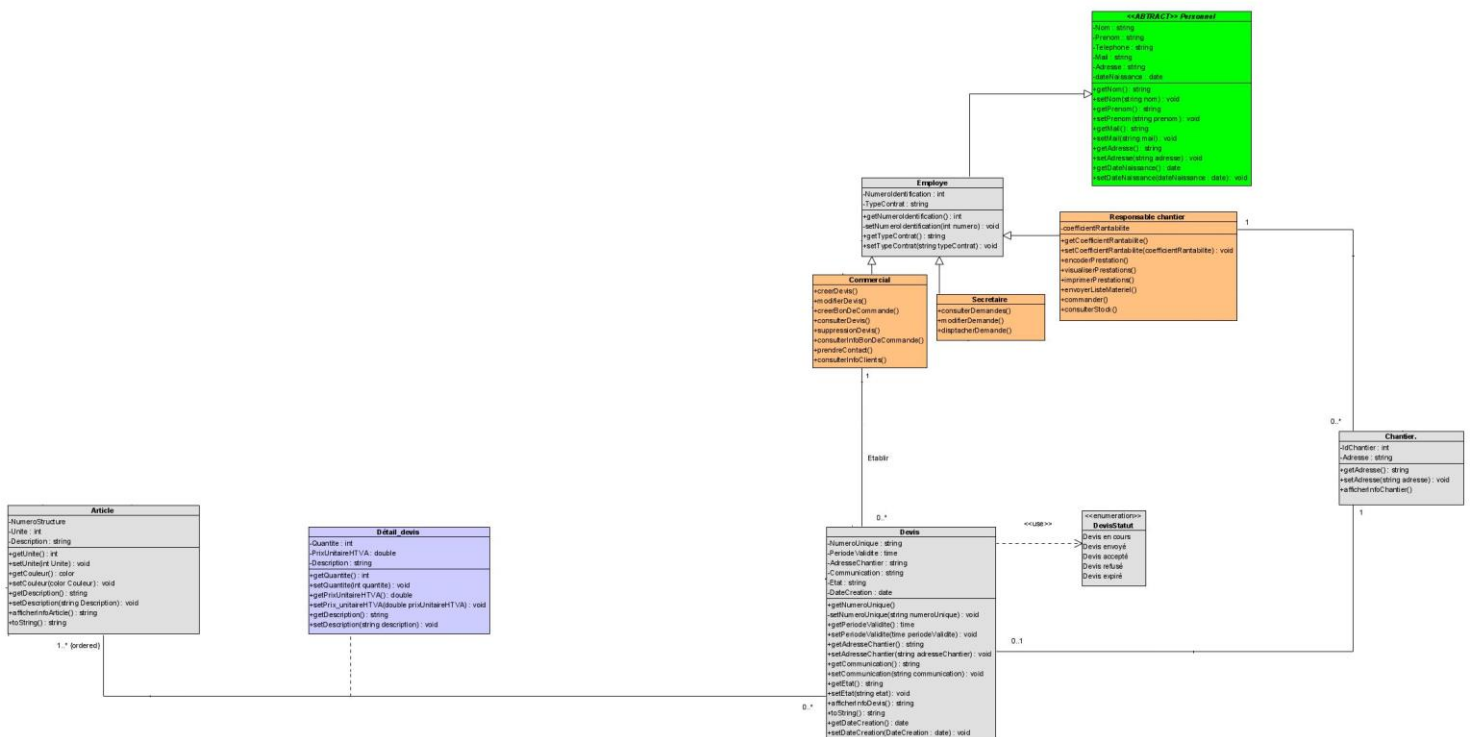 <<ABTRACT>> Personnel
-Nom : string
-Prenom : string
-Telephone : string
-Mail : string
-Adresse : string
-dateNaissance : date
+getNom() : string
+setNom(string nom) : void
+getPrenom() : string
+setPrenom(string prenom) : void
+getMail() : string
+setMail(string mail) : void
+getAdresse() : string
+setAdresse(string adresse) : void
+getDateNaissance() : date
+setDateNaissance(dateNaissance : date) : void
Employe
-NumeroIdentification : int
-TypeContrat : string
+getNumeroIdentification() : int
-setNumeroIdentification(int numero) : void
+getTypeContrat() : string
+setTypeContrat(string typeContrat) : void
Responsable chantier
-coefficientRantabilite
+getCoefficientRantabilite()
+setCoefficientRantabilite(coefficientRantabilite) : void
+encoderPrestation()
+visualiserPrestations()
+imprimerPrestations()
+envoyerListeMateriel()
+commander()
+consulterStock()
1
Commercial
+creerDevis()
+modifierDevis()
+creerBonDeCommande()
+consulterDevis()
+suppressionDevis()
+consulterInfoBonDeCommande()
+prendreContact()
+consulterInfoClients()
Secretaire
+consulterDemandes()
+modifierDemande()
+disptacherDemande()
1
0..*
Chantier.
-IdChantier : int
-Adresse : string
+getAdresse() : string
+setAdresse(string adresse) : void
+afficherInfoChantier()
Etablir
1
0..*
<<use>>
<<enumeration>>
DevisStatut
Devis en cours
Devis envoyé
Devis accepté
Devis refusé
Devis expiré
Article
-NumeroStructure
-Unite : int
-Description : string
+getUnite() : int
+setUnite(int Unite) : void
+getCouleur() : color
+setCouleur(color Couleur) : void
+getDescription() : string
+setDescription(string Description) : void
+afficherInfoArticle() : string
+toString() : string
1..* {ordered}
Détail_devis
-Quantite : int
-PrixUnitaireHTVA : double
-Description : string
+getQuantite() : int
+setQuantite(int quantite) : void
+getPrixUnitaireHTVA() : double
+setPrix_unitaireHTVA(double prixUnitaireHTVA) : void
+getDescription() : string
+setDescription(string description) : void
Devis
-NumeroUnique : string
-PeriodeValidite : time
-AdresseChantier : string
-Communication : string
-Etat : string
-DateCreation : date
+getNumeroUnique()
-setNumeroUnique(string numeroUnique) : void
+getPeriodeValidite() : time
+setPeriodeValidite(time periodeValidite) : void
+getAdresseChantier() : string
+setAdresseChantier(string adresseChantier) : void
+getCommunication() : string
+setCommunication(string communication) : void
+getEtat() : string
+setEtat(string etat) : void
+afficherInfoDevis() : string
+toString() : string
+getDateCreation() : date
+setDateCreation(DateCreation : date) : void
0..1
0..*